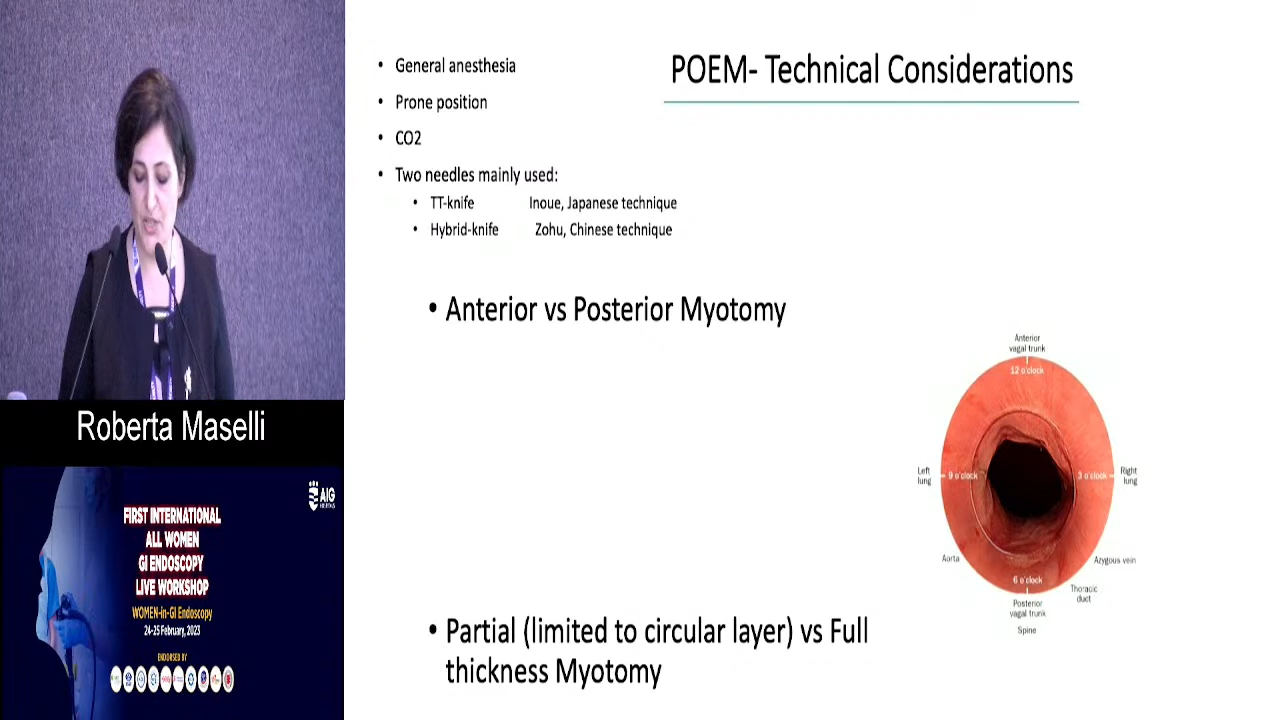 POEM- Technical Considerations
• General anesthesia
• Prone position
• CO2
• Two needles mainly used:
• TT-knife Inoue, Japanese technique
• Hybrid-knife Zohu, Chinese technique
• Anterior vs Posterior Myotomy
Anterior
vagal trunk
12 o'clock
Left
lung
9 o'clock
3 o'clock
Right
lung
Aorta
Azygous vein
6 o'clock
Thoracic
duct
Posterior
vagal trunk
Spine
• Partial (limited to circular layer) vs Full
thickness Myotomy
Roberta Maselli
AIG
HOSPITALS
FIRST INTERNATIONAL
ALL WOMEN
GI ENDOSCOPY
LIVE WORKSHOP
WOMEN-in-GI Endoscopy
24-25 February, 2023
ENDORSED BY